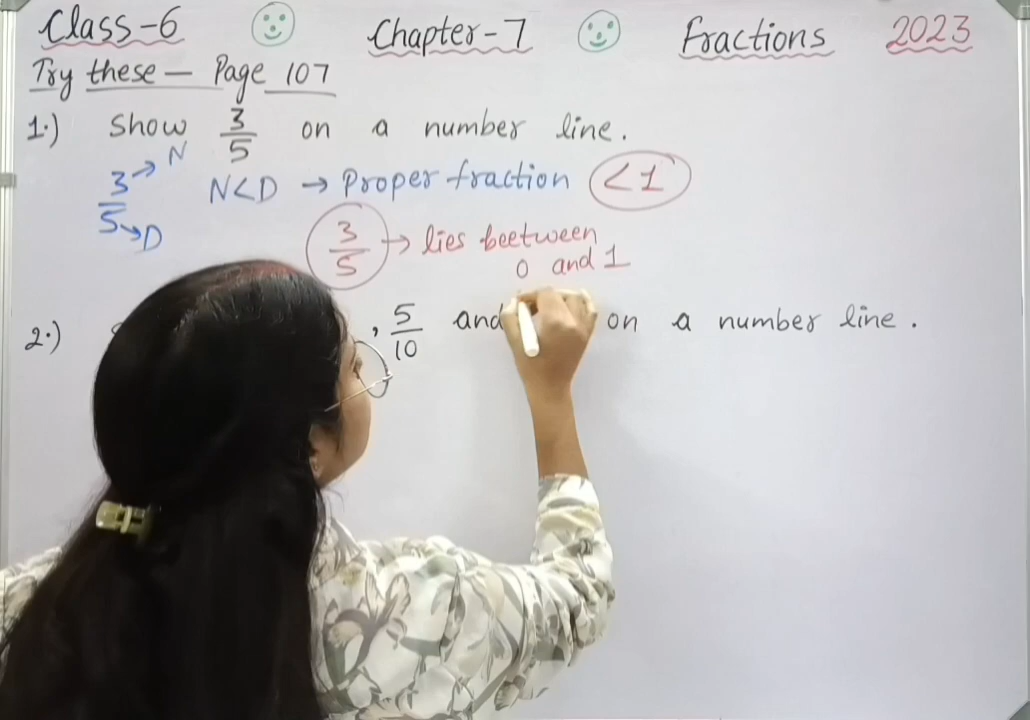 Class-6 Chapter-7 Fractions 2023
Try these — Page 107
1.) Show 3/5 on a number line.
3/5 → N → D N<D → Proper fraction <1
3/5 → lies beetween
0 and 1
2.) , 5/10 and on a number line.